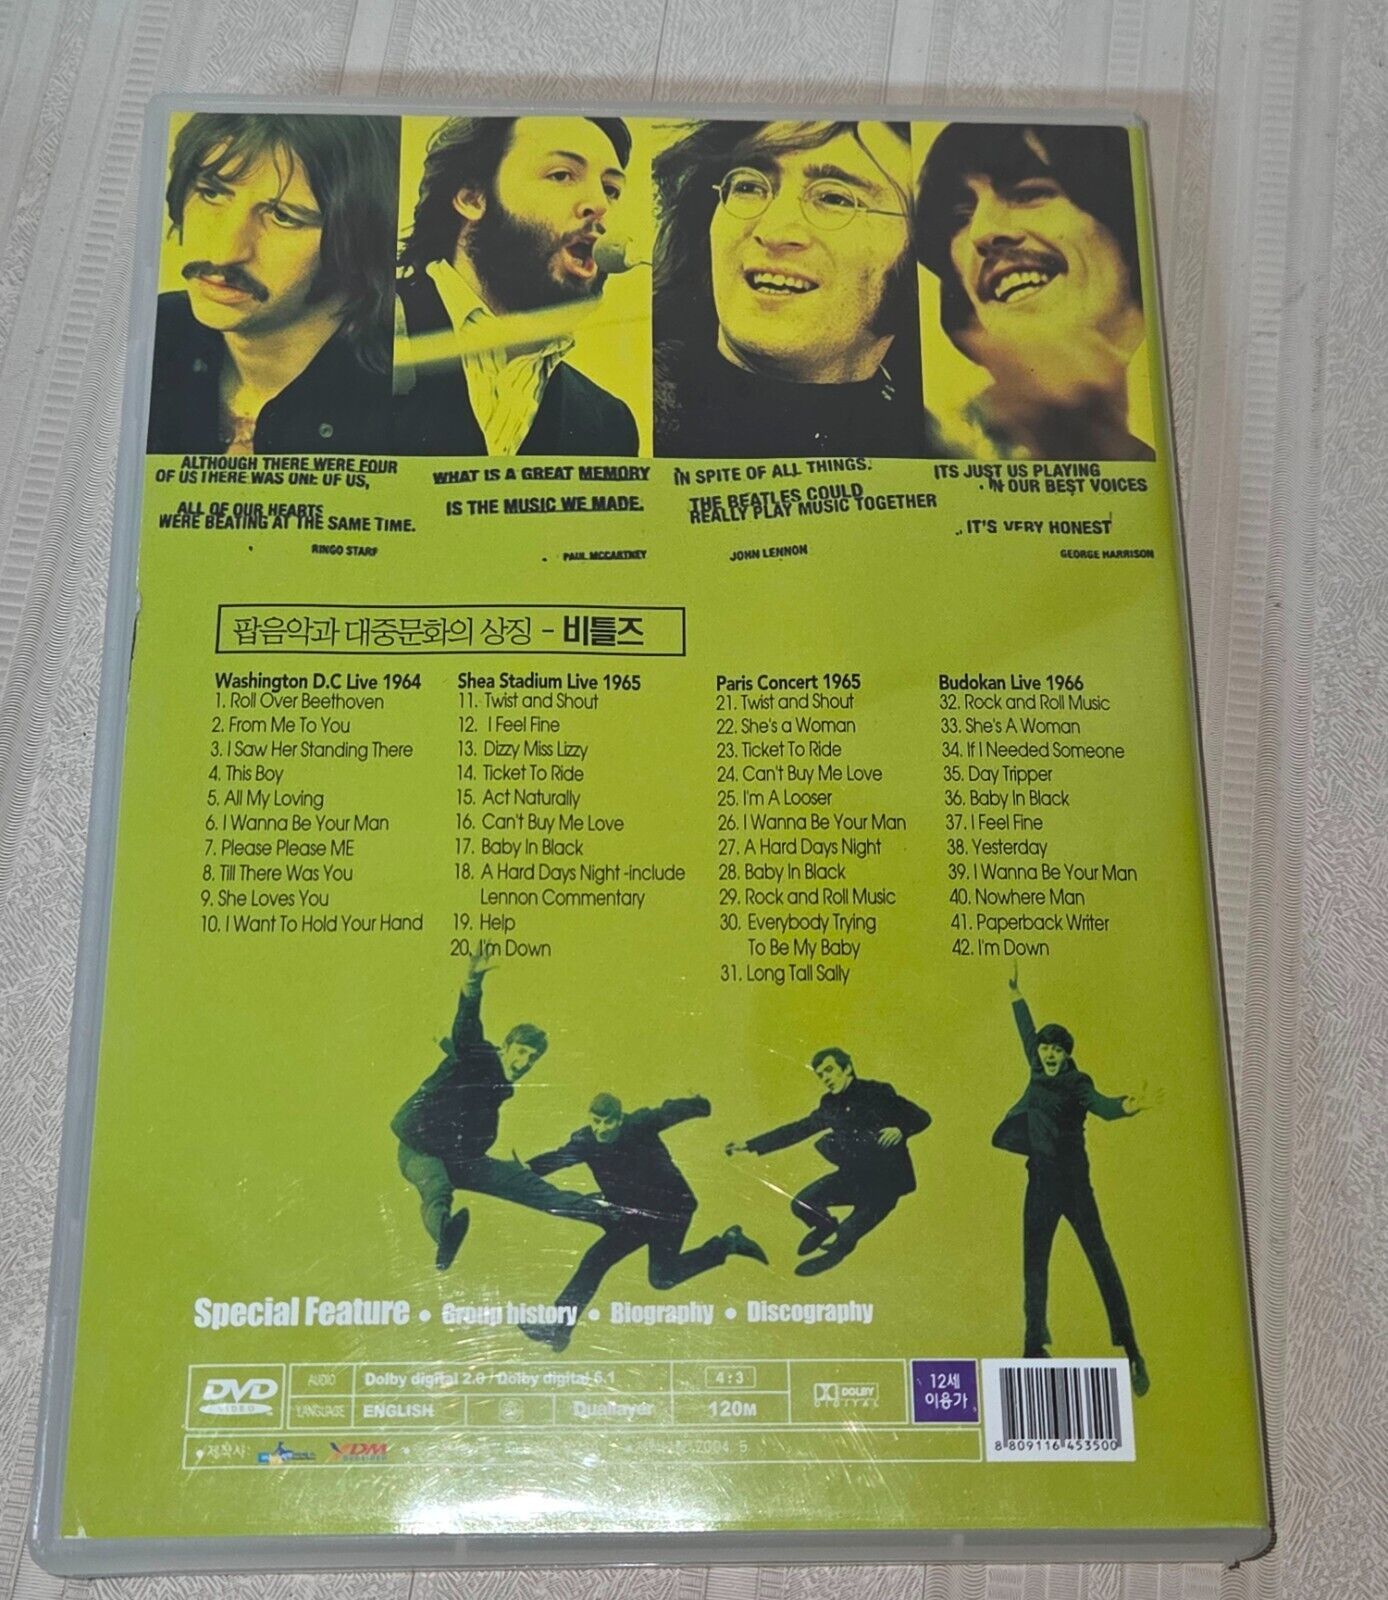 ALTHOUGH THERE WERE FOUR
OF US THERE WAS ONE OF US,
ALL OF OUR HEARTS
WERE BEATING AT THE SAME TIME.
RINGO STARR
WHAT IS A GREAT MEMORY
IS THE MUSIC WE MADE.
PAUL MCCARTNEY
IN SPITE OF ALL THINGS.
THE BEATLES COULD
REALLY PLAY MUSIC TOGETHER
JOHN LENNON
ITS JUST US PLAYING
IN OUR BEST VOICES
IT'S VERY HONEST
GEORGE HARRISON
팝음악과 대중문화의 상징 - 비틀즈
Washington D.C Live 1964
1. Roll Over Beethoven
2. From Me To You
3. I Saw Her Standing There
4. This Boy
5. All My Loving
6. I Wanna Be Your Man
7. Please Please ME
8. Till There Was You
9. She Loves You
10. I Want To Hold Your Hand
Shea Stadium Live 1965
11. Twist and Shout
12. I Feel Fine
13. Dizzy Miss Lizzy
14. Ticket To Ride
15. Act Naturally
16. Can't Buy Me Love
17. Baby In Black
18. A Hard Days Night -include
Lennon Commentary
19. Help
20. I'm Down
Paris Concert 1965
21. Twist and Shout
22. She's a Woman
23. Ticket To Ride
24. Can't Buy Me Love
25. I'm A Looser
26. I Wanna Be Your Man
27. A Hard Days Night
28. Baby In Black
29. Rock and Roll Music
30. Everybody Trying
To Be My Baby
31. Long Tall Sally
Budokan Live 1966
32. Rock and Roll Music
33. She's A Woman
34. If I Needed Someone
35. Day Tripper
36. Baby In Black
37. I Feel Fine
38. Yesterday
39. I Wanna Be Your Man
40. Nowhere Man
41. Paperback Writer
42. I'm Down
Special Feature • Group history • Biography • Discography
DVD VIDEO
AUDIO Dolby digital 2.0 / Dolby digital 5.1 4:3
LANGUAGE ENGLISH Duallayer 120M
DOLBY DIGITAL
12세
이용가
8 809116 453500
• 제작사: YDM